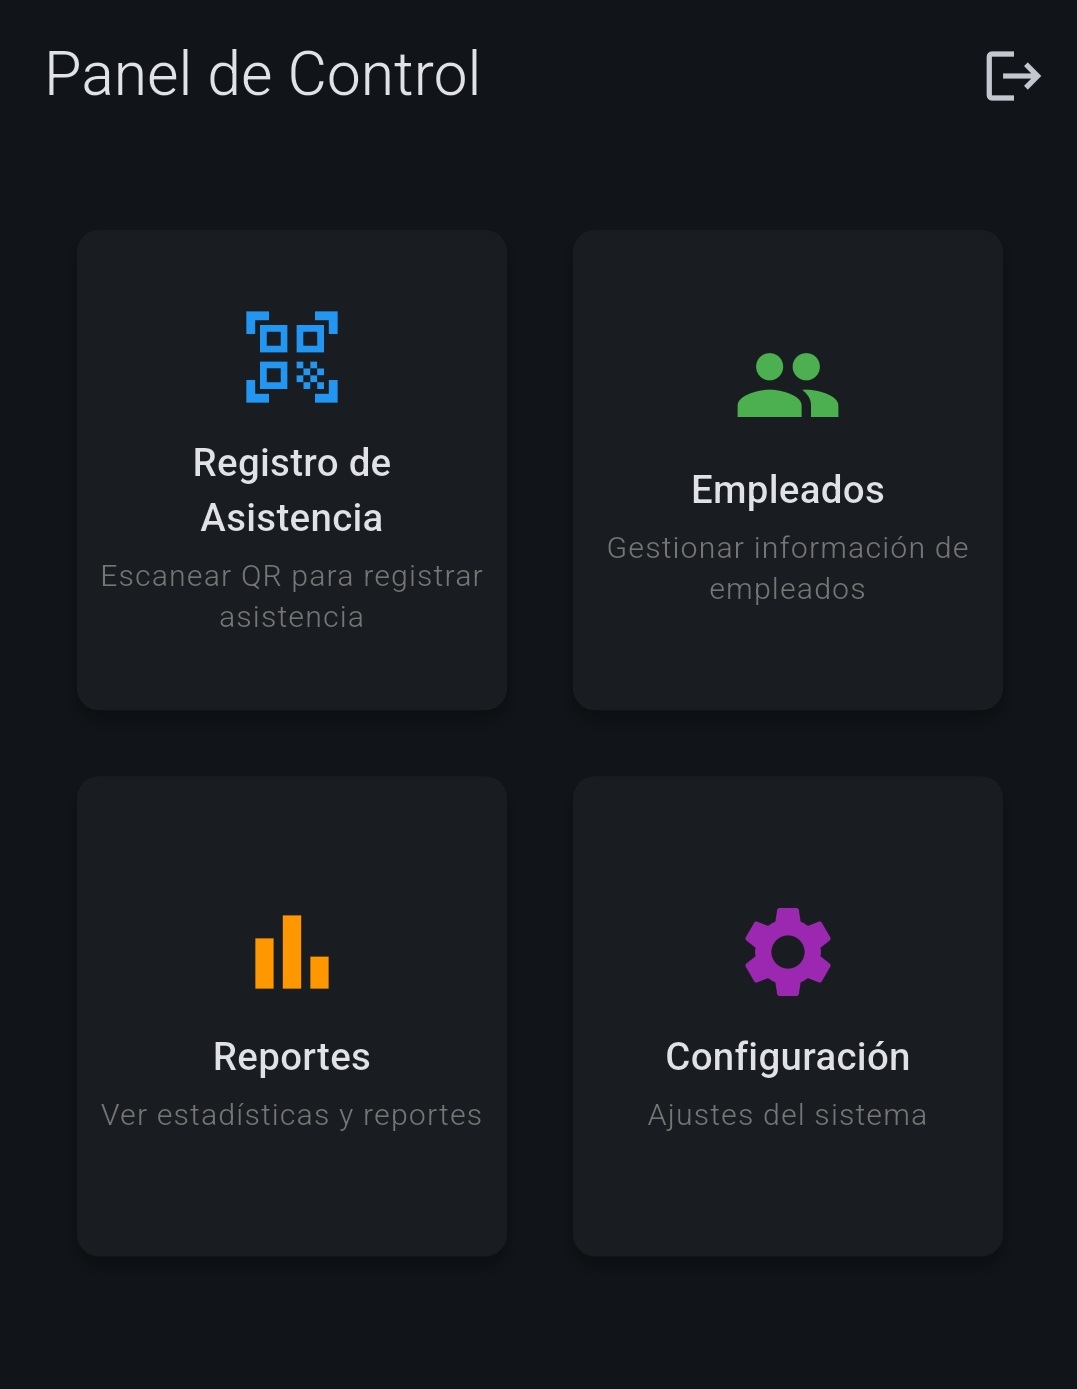 Panel de Control
Registro de
Asistencia
Escanear QR para registrar
asistencia
Empleados
Gestionar información de
empleados
Reportes
Ver estadísticas y reportes
Configuración
Ajustes del sistema